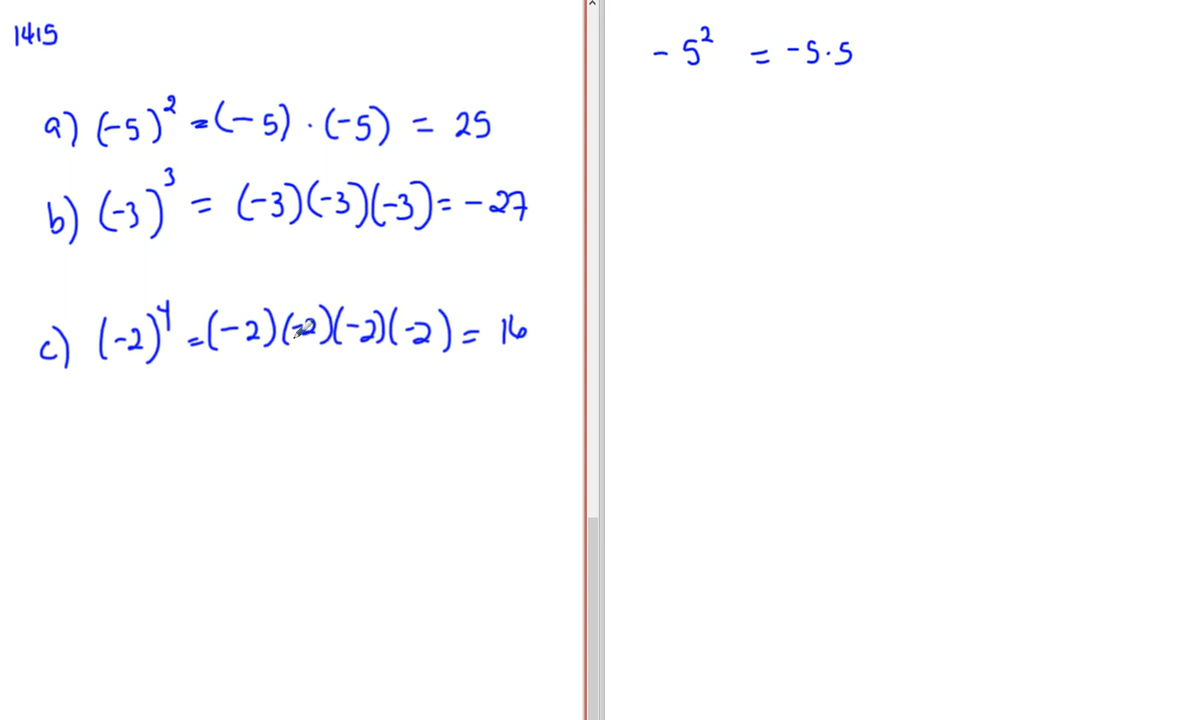 1415
a) (-5)² = (-5) · (-5) = 25
b) (-3)³ = (-3)(-3)(-3) = -27
c) (-2)⁴ = (-2)(-2)(-2)(-2) = 16
-5² = -5·5